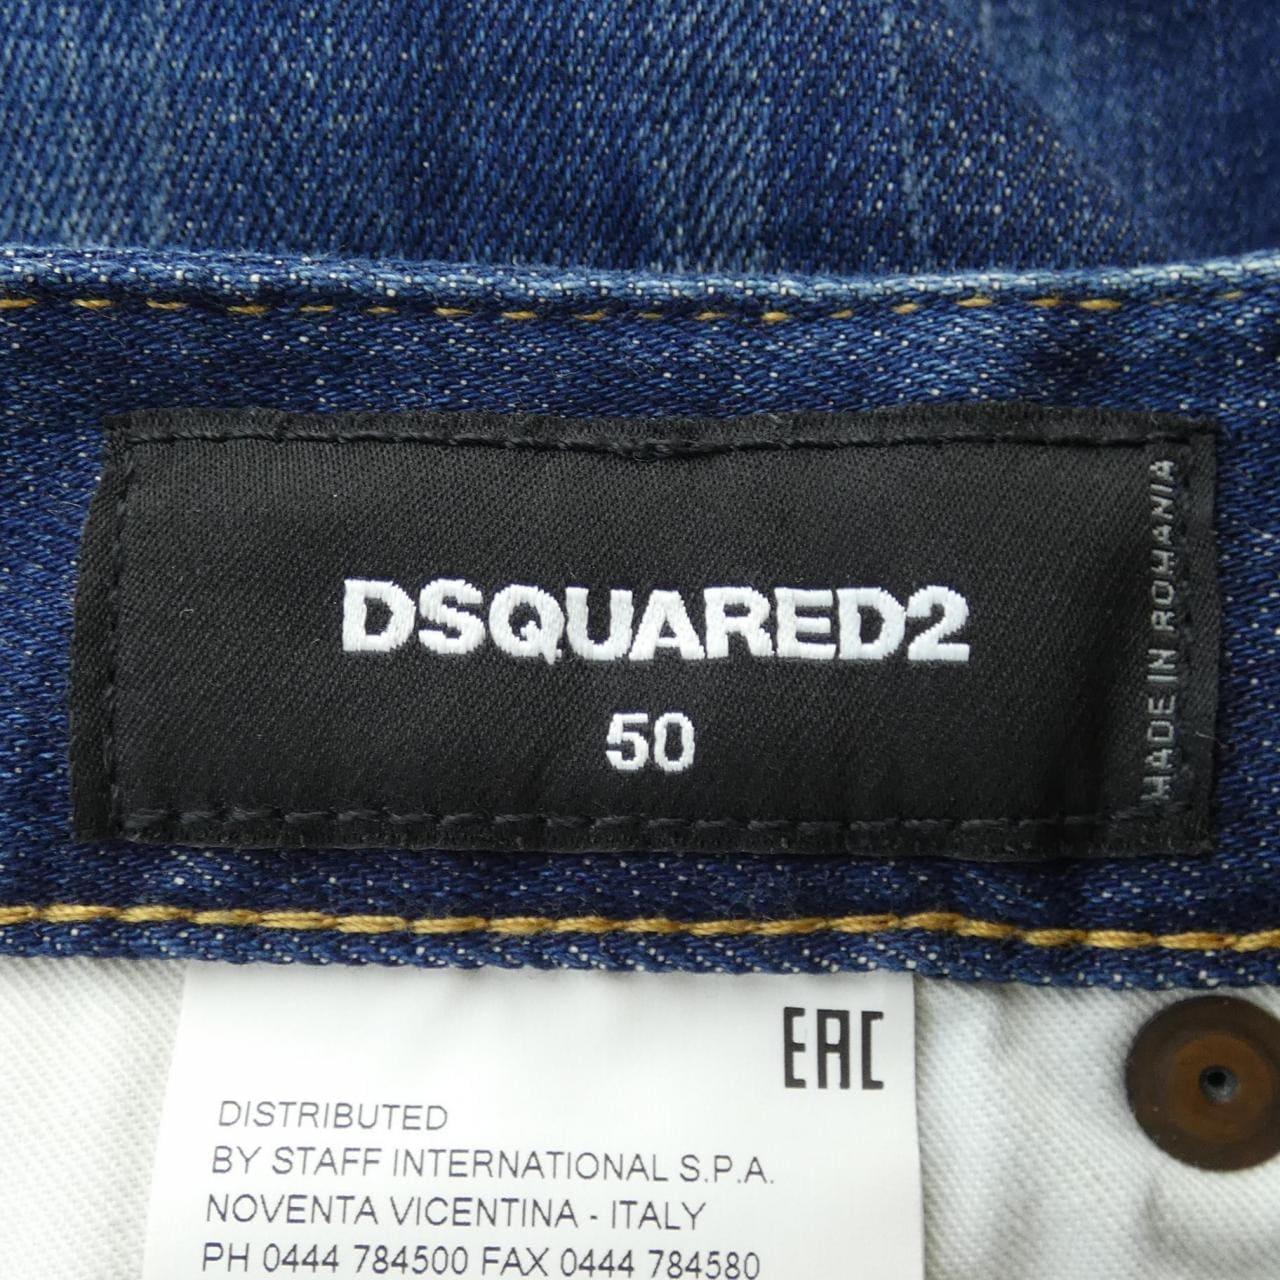 DSQUARED2
50
MADE IN ROMANIA
EAC
DISTRIBUTED
BY STAFF INTERNATIONAL S.P.A.
NOVENTA VICENTINA - ITALY
PH 0444 784500 FAX 0444 784580